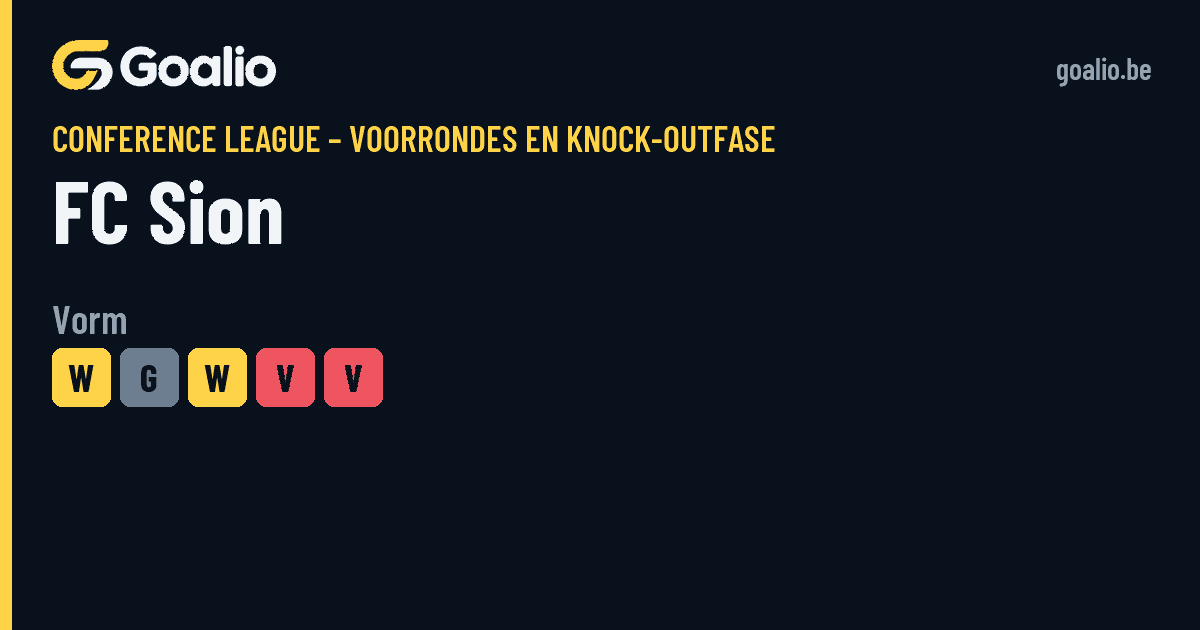 Goalio
goalio.be
CONFERENCE LEAGUE – VOORRONDES EN KNOCK-OUTFASE
FC Sion
Vorm
W G W V V